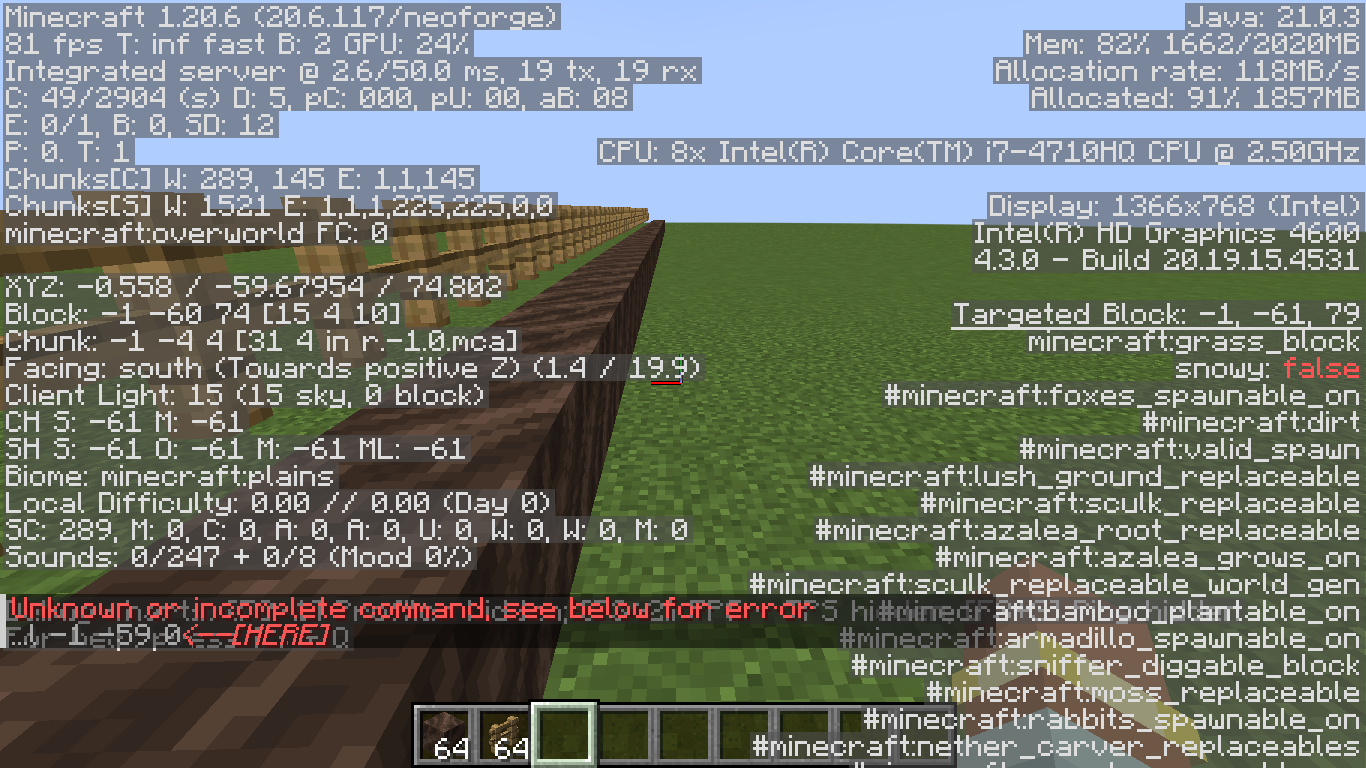 Minecraft 1.20.6 (20.6.117/neoforge)
81 fps T: inf fast B: 2 GPU: 24%
Integrated server @ 2.6/50.0 ms, 19 tx, 19 rx
C: 49/2904 (s) D: 5, pC: 000, pU: 00, aB: 08
E: 0/1, B: 0, SD: 12
P: 0. T: 1
Chunks[C] W: 289, 145 E: 1,1,145
Chunks[S] W: 1521 E: 1,1,1,225,225,0,0
minecraft:overworld FC: 0
XYZ: -0.558 / -59.67954 / 74.802
Block: -1 -60 74 [15 4 10]
Chunk: -1 -4 4 [31 4 in r.-1.0.mca]
Facing: south (Towards positive Z) (1.4 / 19.9)
Client Light: 15 (15 sky, 0 block)
CH S: -61 M: -61
SH S: -61 O: -61 M: -61 ML: -61
Biome: minecraft:plains
Local Difficulty: 0.00 // 0.00 (Day 0)
SC: 289, M: 0, C: 0, A: 0, A: 0, U: 0, W: 0, W: 0, M: 0
Sounds: 0/247 + 0/8 (Mood 0%)
Unknown or incomplete command, see below for error
...l -1 -59 0<--[HERE]
Java: 21.0.3
Mem: 82% 1662/2020MB
Allocation rate: 118MB/s
Allocated: 91% 1857MB
CPU: 8x Intel(R) Core(TM) i7-4710HQ CPU @ 2.50GHz
Display: 1366x768 (Intel)
Intel(R) HD Graphics 4600
4.3.0 - Build 20.19.15.4531
Targeted Block: -1, -61, 79
minecraft:grass_block
snowy: false
#minecraft:foxes_spawnable_on
#minecraft:dirt
#minecraft:valid_spawn
#minecraft:lush_ground_replaceable
#minecraft:sculk_replaceable
#minecraft:azalea_root_replaceable
#minecraft:azalea_grows_on
#minecraft:sculk_replaceable_world_gen
#minecraft:bamboo_plantable_on
#minecraft:armadillo_spawnable_on
#minecraft:sniffer_diggable_block
#minecraft:moss_replaceable
#minecraft:rabbits_spawnable_on
#minecraft:nether_carver_replaceables
64
64